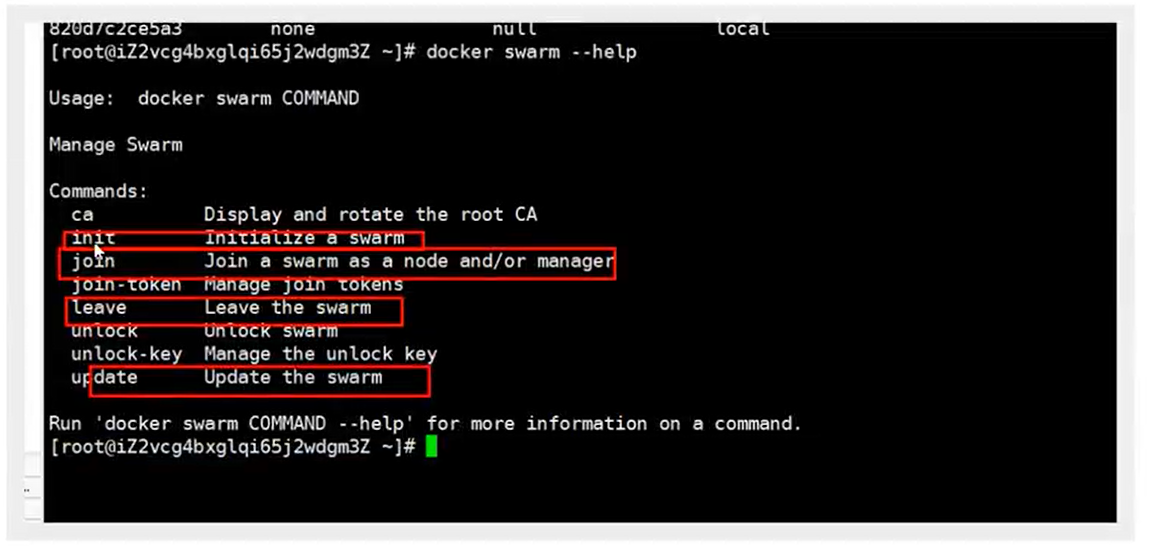 820d7c2ce5a3        none                null                local
[root@iZ2vcg4bxglqi65j2wdgm3Z ~]# docker swarm --help
Usage:  docker swarm COMMAND
Manage Swarm
Commands:
  ca          Display and rotate the root CA
  init        Initialize a swarm
  join        Join a swarm as a node and/or manager
  join-token  Manage join tokens
  leave       Leave the swarm
  unlock      Unlock swarm
  unlock-key  Manage the unlock key
  update      Update the swarm
Run 'docker swarm COMMAND --help' for more information on a command.
[root@iZ2vcg4bxglqi65j2wdgm3Z ~]#